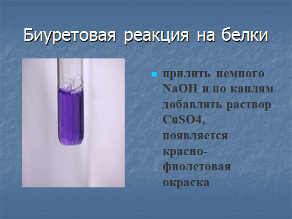 Биуретовая реакция на белки
прилить немного
NaOH и по каплям
добавлять раствор
CuSO4,
появляется
красно-
фиолетовая
окраска